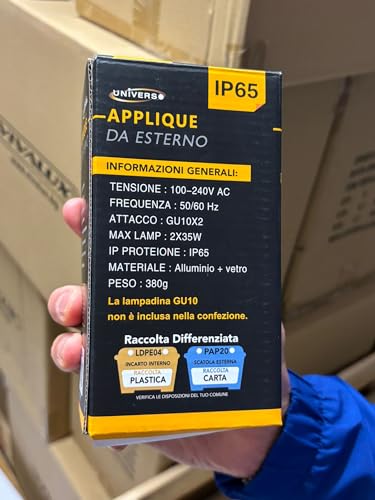 UNIVERSO
IP65
APPLIQUE
DA ESTERNO
INFORMAZIONI GENERALI:
TENSIONE : 100-240V AC
FREQUENZA : 50/60 Hz
ATTACCO : GU10X2
MAX LAMP : 2X35W
IP PROTEIONE : IP65
MATERIALE : Alluminio + vetro
PESO : 380g
La lampadina GU10
non è inclusa nella confezione.
Raccolta Differenziata
LDPE04
INCARTO INTERNO
RACCOLTA
PLASTICA
PAP20
SCATOLA ESTERNA
RACCOLTA
CARTA
VERIFICA LE DISPOSIZIONI DEL TUO COMUNE